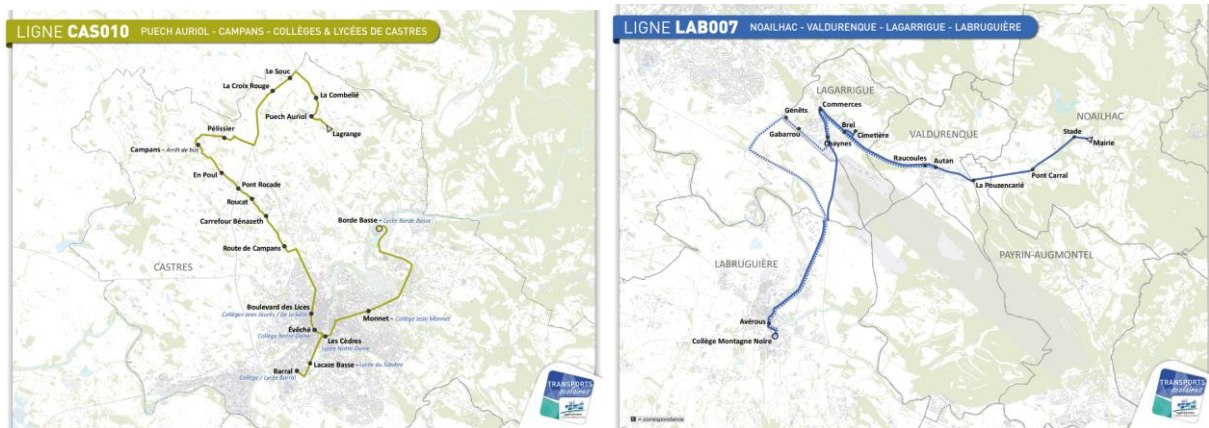 LIGNE CAS010 PUECH AURIOL - CAMPANS - COLLÈGES & LYCÉES DE CASTRES
Le Souc
La Croix Rouge
La Combelié
Puech Auriol
Lagrange
Pélissier
Campans - Arrêt de bus
En Poul
Pont Rocade
Roucat
Carrefour Bénazeth
Borde Basse - Lycée Borde Basse
Route de Campans
CASTRES
Boulevard des Lices
Collèges Jean Jaurès / De la Salle
Monnet - Collège Jean Monnet
Évêché
Collège Notre-Dame
Les Cèdres
Lycée Notre-Dame
Lacaze Basse - Lycée du Sidobre
Barral
Collège / Lycée Barral
TRANSPORTS
scolaires
LIGNE LAB007 NOAILHAC - VALDURENQUE - LAGARRIGUE - LABRUGUIÈRE
LAGARRIGUE
Commerces
Genêts
Gabarrou
Brel
Cimetière
Chaynes
VALDURENQUE
NOAILHAC
Stade
Mairie
Raucoules
Autan
Pont Carral
La Pouzencarié
PAYRIN-AUGMONTEL
LABRUGUIÈRE
Avérous
Collège Montagne Noire
= correspondance
TRANSPORTS
scolaires